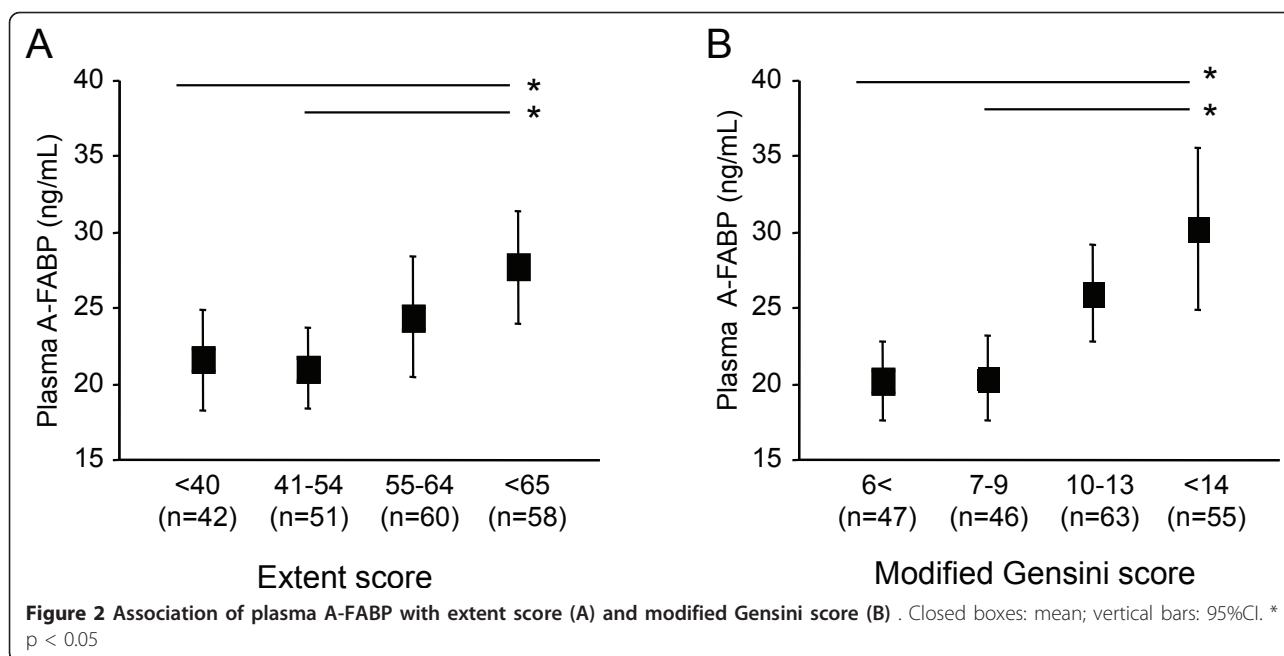 A
Plasma A-FABP (ng/mL)
40
35
30
25
20
15
*
*
<40 41-54 55-64 <65
(n=42) (n=51) (n=60) (n=58)
Extent score
B
Plasma A-FABP (ng/mL)
40
35
30
25
20
15
*
*
6< 7-9 10-13 <14
(n=47) (n=46) (n=63) (n=55)
Modified Gensini score
Figure 2 Association of plasma A-FABP with extent score (A) and modified Gensini score (B) . Closed boxes: mean; vertical bars: 95%CI. *
p < 0.05